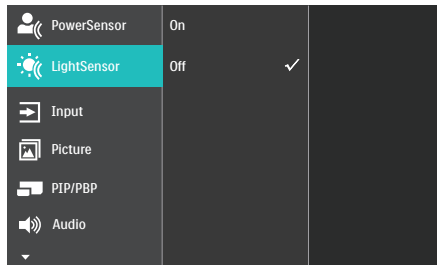 PowerSensor
On
LightSensor
Off
Input
Picture
PIP/PBP
Audio